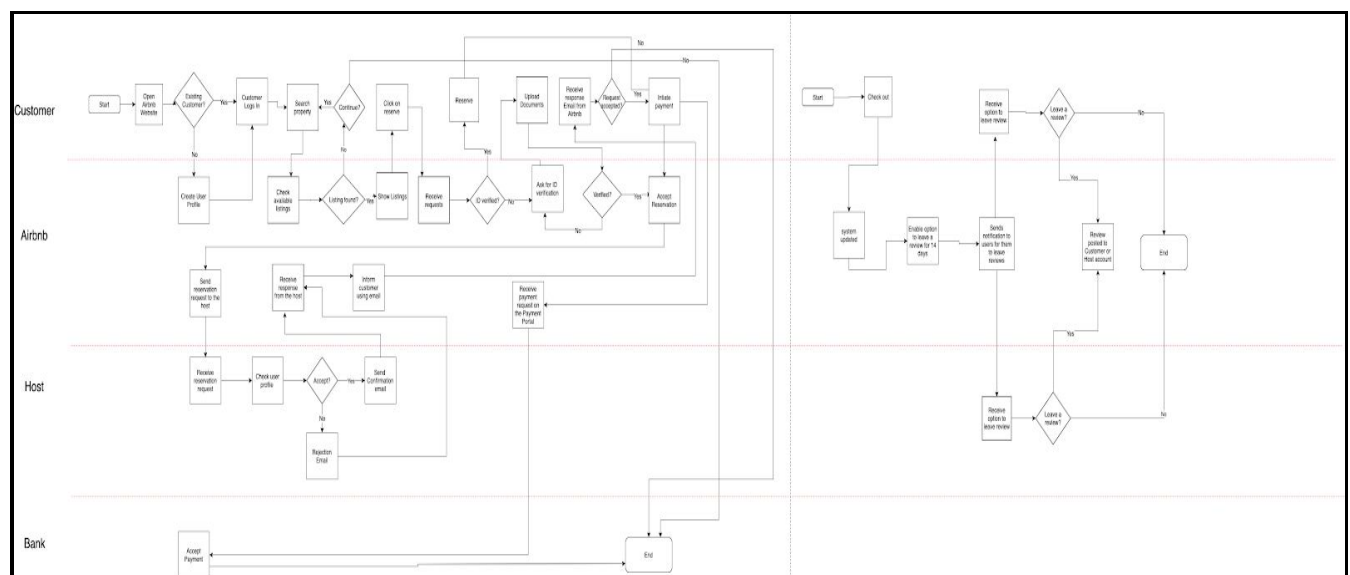 Customer
Start
Open
Airbnb
Website
Existing
Customer?
Yes
No
Customer
Logs In
Search
property
Yes
Continue?
No
No
Click on
reserve
Reserve
Yes
Upload
Documents
Receive
response
Email from
Airbnb
Request
accepted?
No
Yes
Intiate
payment
Airbnb
Create User
Profile
Check
available
listings
Listing found?
Yes
Show Listings
Receive
requests
ID verified?
No
Ask for ID
verification
Verified?
Yes
No
Accept
Reservation
Send
reservation
request to the
host
Receive
response
from the host
Inform
customer
using email
Receive
payment
request on
the Payment
Portal
Host
Receive
reservation
request
Check user
profile
Accept?
Yes
No
Send
Confirmation
email
Rejection
Email
Bank
Accept
Payment
End
Start
Check out
Receive
option to
leave review
Leave a
review?
No
Yes
system
updated
Enable option
to leave a
review for 14
days
Sends
notification to
users for them
to leave
reviews
Review
posted to
Customer or
Host account
End
Receive
option to
leave review
Leave a
review?
Yes
No